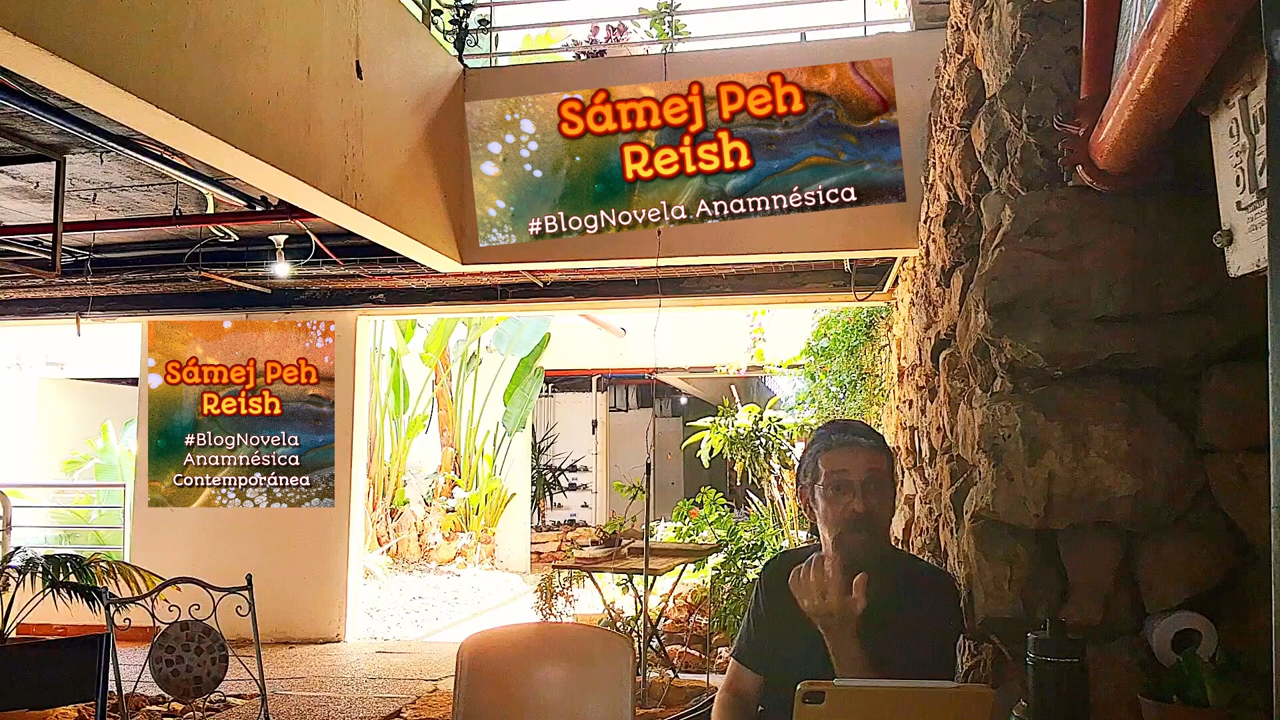 Sámej Peh
Reish
#BlogNovela Anamnésica
Sámej Peh
Reish
#BlogNovela
Anamnésica
Contemporánea